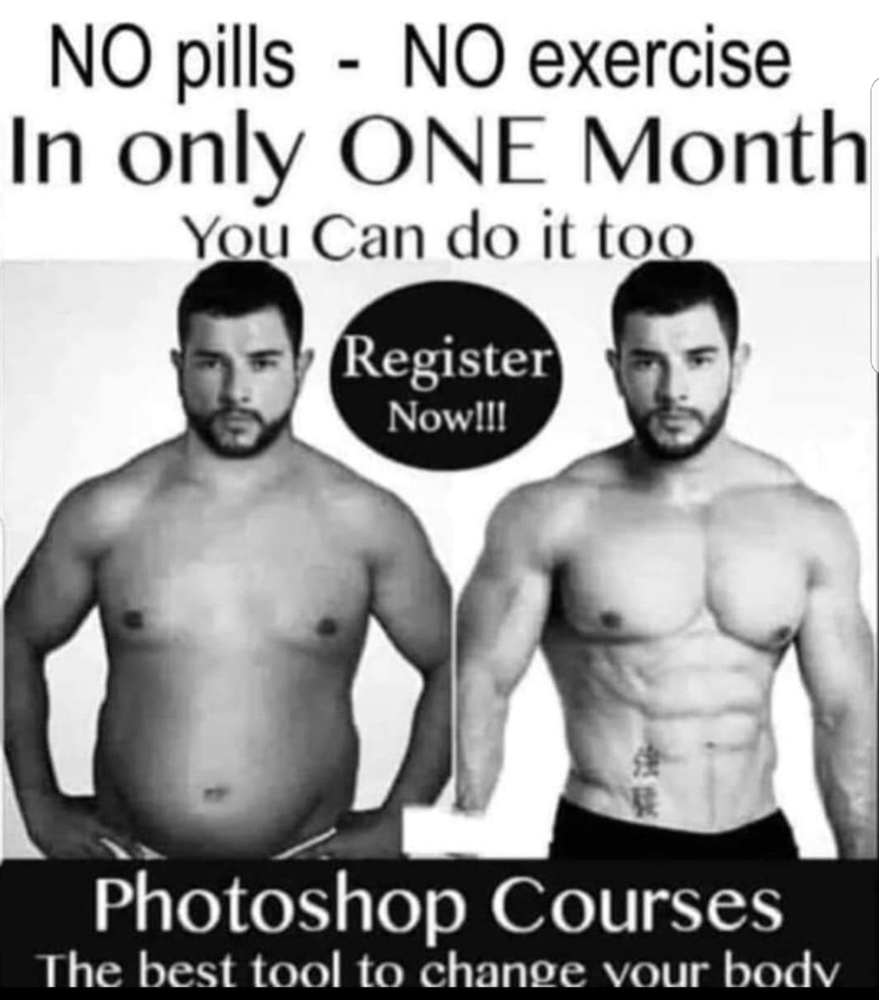 NO pills - NO exercise
In only ONE Month
You Can do it too
Register
Now!!!
Photoshop Courses
The best tool to change your body